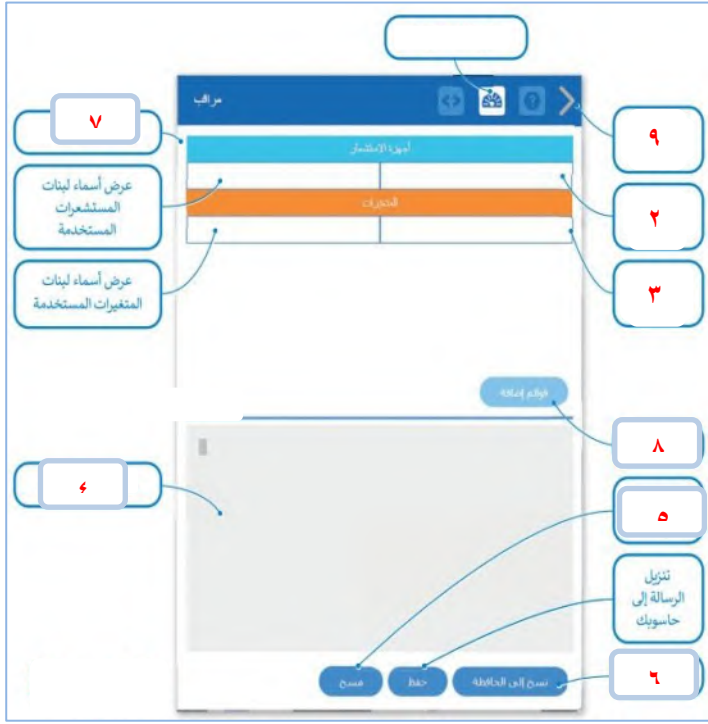 مراقب
<>
?
٧
٩
أجهزة الاستشعار
عرض أسماء لبنات
المستشعرات
المستخدمة
٢
المتغيرات
عرض أسماء لبنات
المتغيرات المستخدمة
٣
قوائم إضافة
٨
٤
٥
تنزيل
الرسالة إلى
حاسوبك
نسخ إلى الحافظة
حفظ
مسح
٦